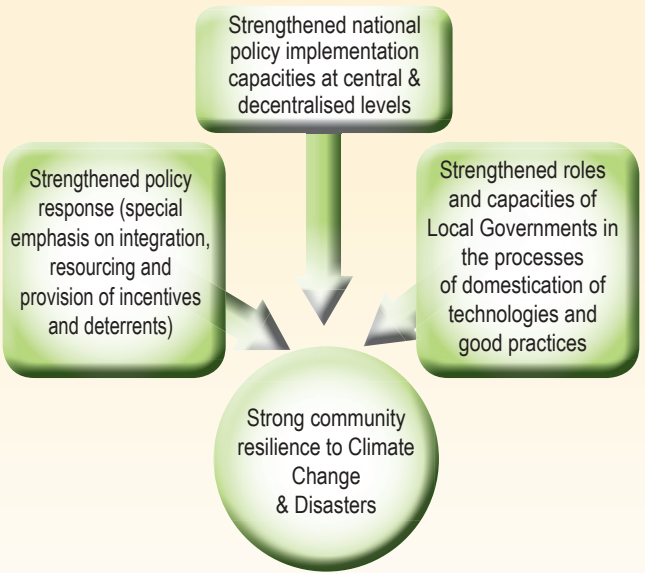 Strengthened national
policy implementation
capacities at central &
decentralised levels
Strengthened policy
response (special
emphasis on integration,
resourcing and
provision of incentives
and deterrents)
Strengthened roles
and capacities of
Local Governments in
the processes
of domestication of
technologies and
good practices
Strong community
resilience to Climate
Change
& Disasters